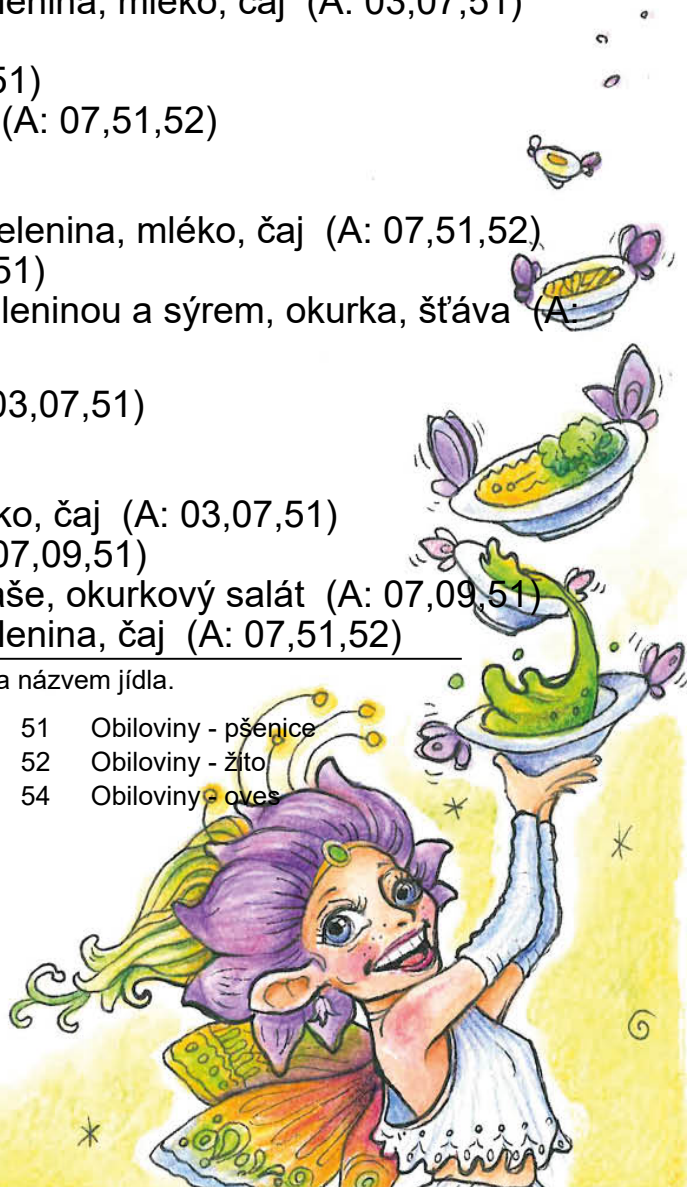 lenina, mléko, čaj (A: 03,07,51)
51)
(A: 07,51,52)
elenina, mléko, čaj (A: 07,51,52)
51)
leninou a sýrem, okurka, šťáva (A:
03,07,51)
ko, čaj (A: 03,07,51)
07,09,51)
aše, okurkový salát (A: 07,09,51)
lenina, čaj (A: 07,51,52)
a názvem jídla.
51 Obiloviny - pšenice
52 Obiloviny - žito
54 Obiloviny - oves